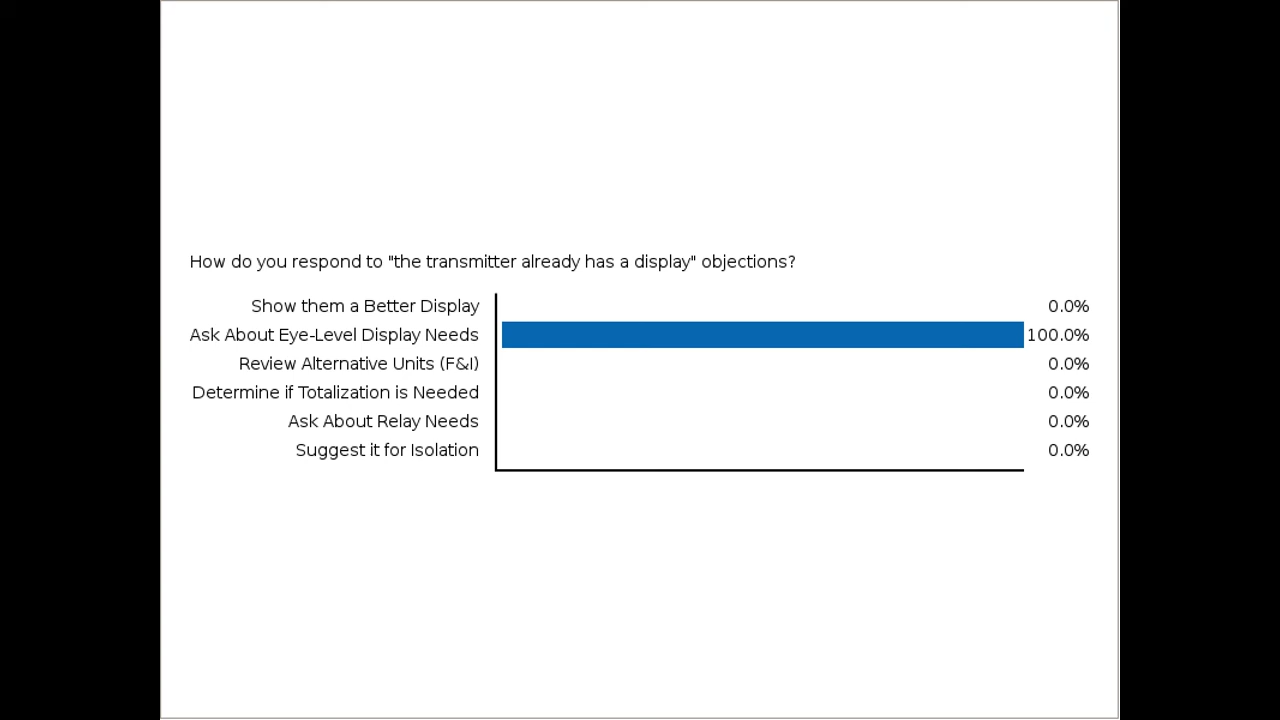 How do you respond to "the transmitter already has a display" objections?
Show them a Better Display 0.0%
Ask About Eye-Level Display Needs 100.0%
Review Alternative Units (F&I) 0.0%
Determine if Totalization is Needed 0.0%
Ask About Relay Needs 0.0%
Suggest it for Isolation 0.0%